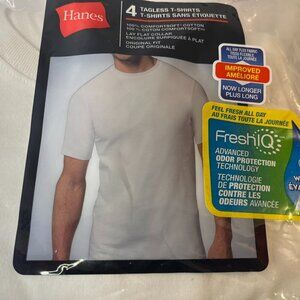 Hanes
4 TAGLESS T-SHIRTS
T-SHIRTS SANS ÉTIQUETTE
100% COMFORTSOFT® COTTON
100% COTON COMFORTSOFTMD
LAY FLAT COLLAR
ENCOLURE SURPIQUÉE À PLAT
ORIGINAL FIT
COUPE ORIGINALE
IMPROVED
AMÉLIORÉ
NOW LONGER
PLUS LONG
FEEL FRESH ALL DAY
AU FRAIS TOUTE LA JOURNÉE
FreshIQ
ADVANCED
ODOR PROTECTION
TECHNOLOGY
TECHNOLOGIE
DE PROTECTION
CONTRE LES
ODEURS AVANCÉE